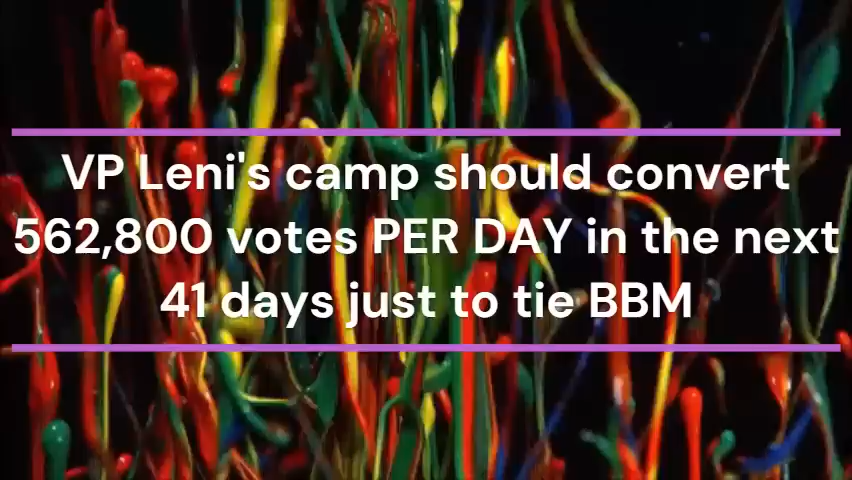 VP Leni's camp should convert
562,800 votes PER DAY in the next
41 days just to tie BBM